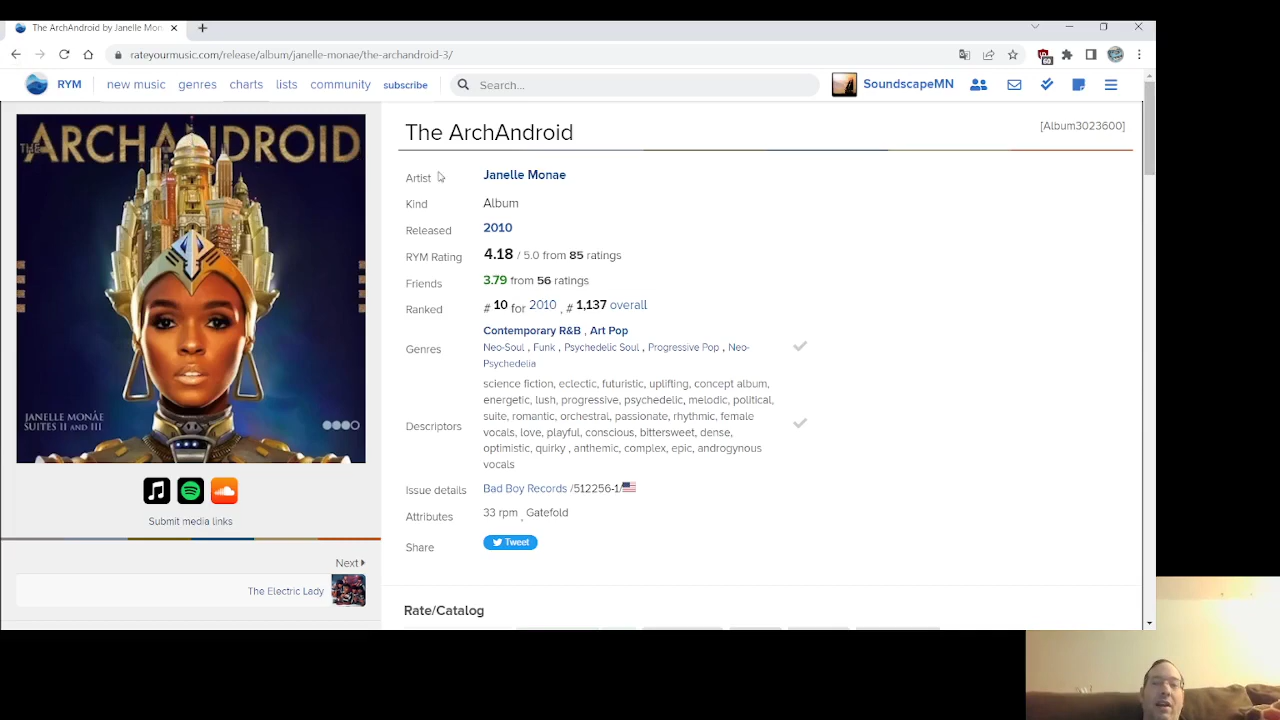 The ArchAndroid by Janelle Mon
rateyourmusic.com/release/album/janelle-monae/the-archandroid-3/
60
RYM
new music
genres
charts
lists
community
subscribe
Search...
SoundscapeMN
THE ARCHANDROID
JANELLE MONÁE
SUITES II AND III
Submit media links
Next
The Electric Lady
The ArchAndroid
[Album3023600]
Artist Janelle Monae
Kind Album
Released 2010
RYM Rating 4.18 / 5.0 from 85 ratings
Friends 3.79 from 56 ratings
Ranked # 10 for 2010 , # 1,137 overall
Genres
Contemporary R&B , Art Pop
Neo-Soul , Funk , Psychedelic Soul , Progressive Pop , Neo-
Psychedelia
Descriptors
science fiction, eclectic, futuristic, uplifting, concept album,
energetic, lush, progressive, psychedelic, melodic, political,
suite, romantic, orchestral, passionate, rhythmic, female
vocals, love, playful, conscious, bittersweet, dense,
optimistic, quirky , anthemic, complex, epic, androgynous
vocals
Issue details Bad Boy Records /512256-1/
Attributes 33 rpm , Gatefold
Share Tweet
Rate/Catalog